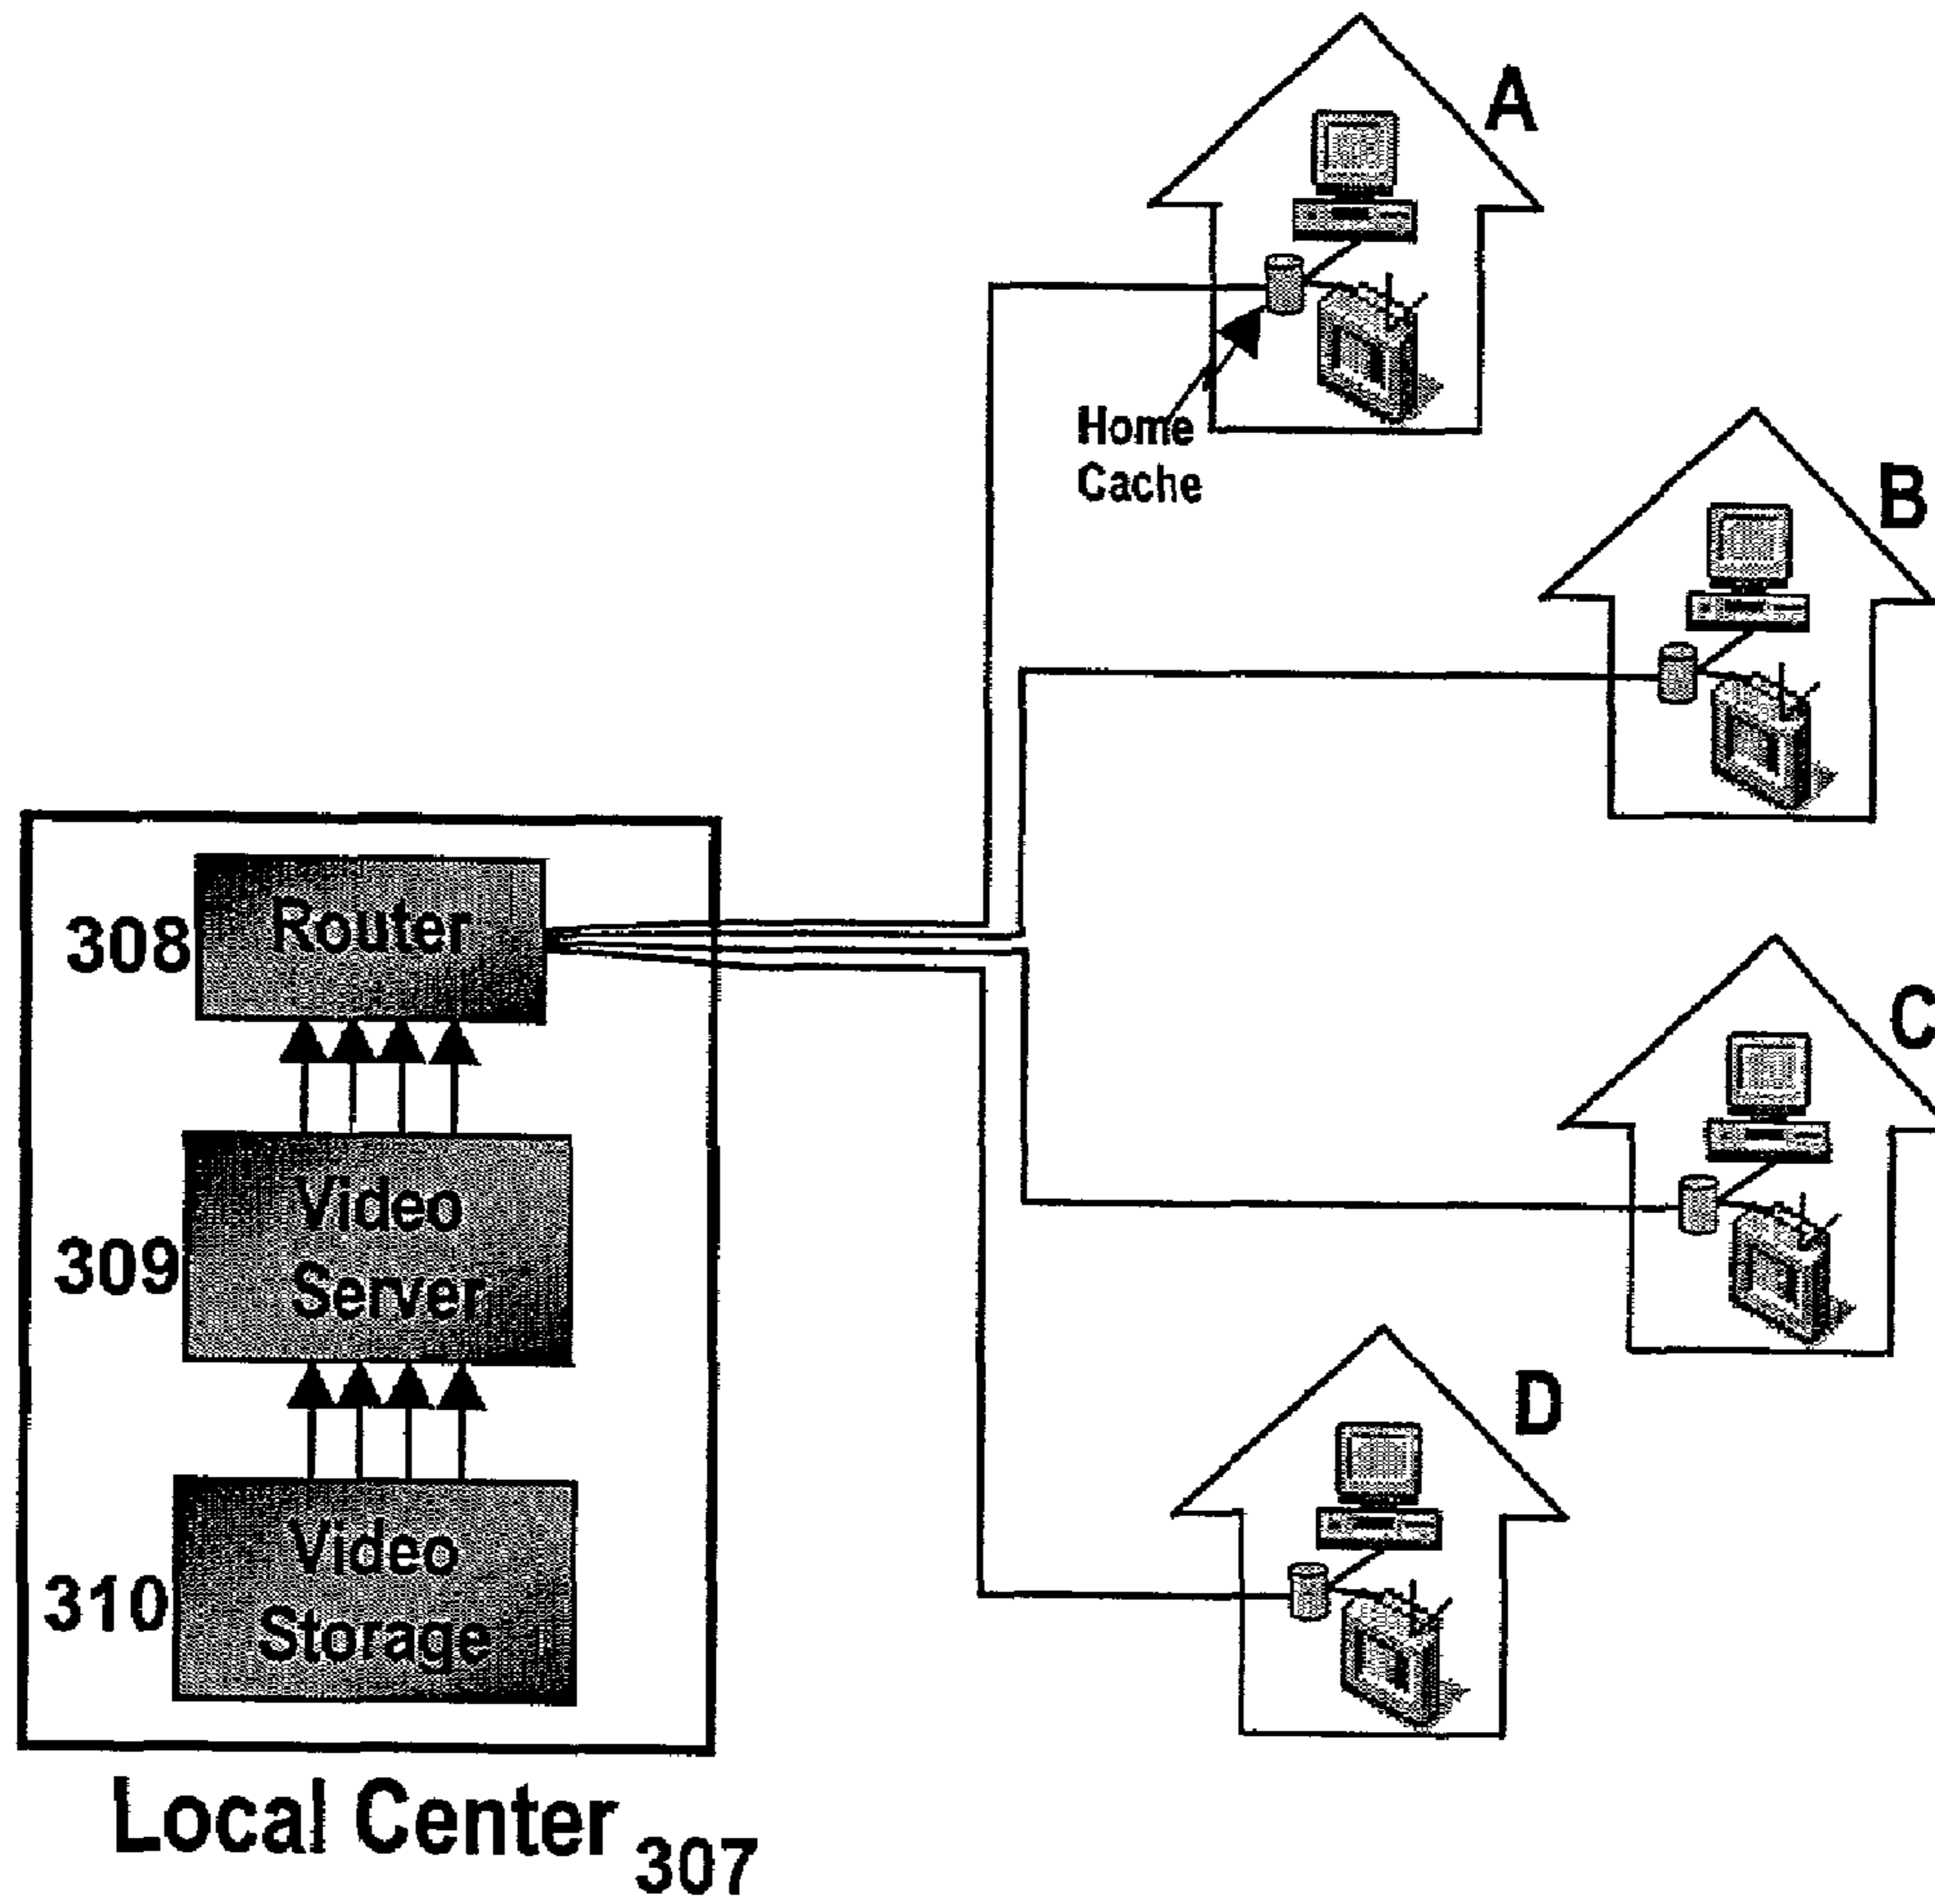 A
Home
Cache
B
308
Router
C
309
Video
Server
D
310
Video
Storage
Local Center
307